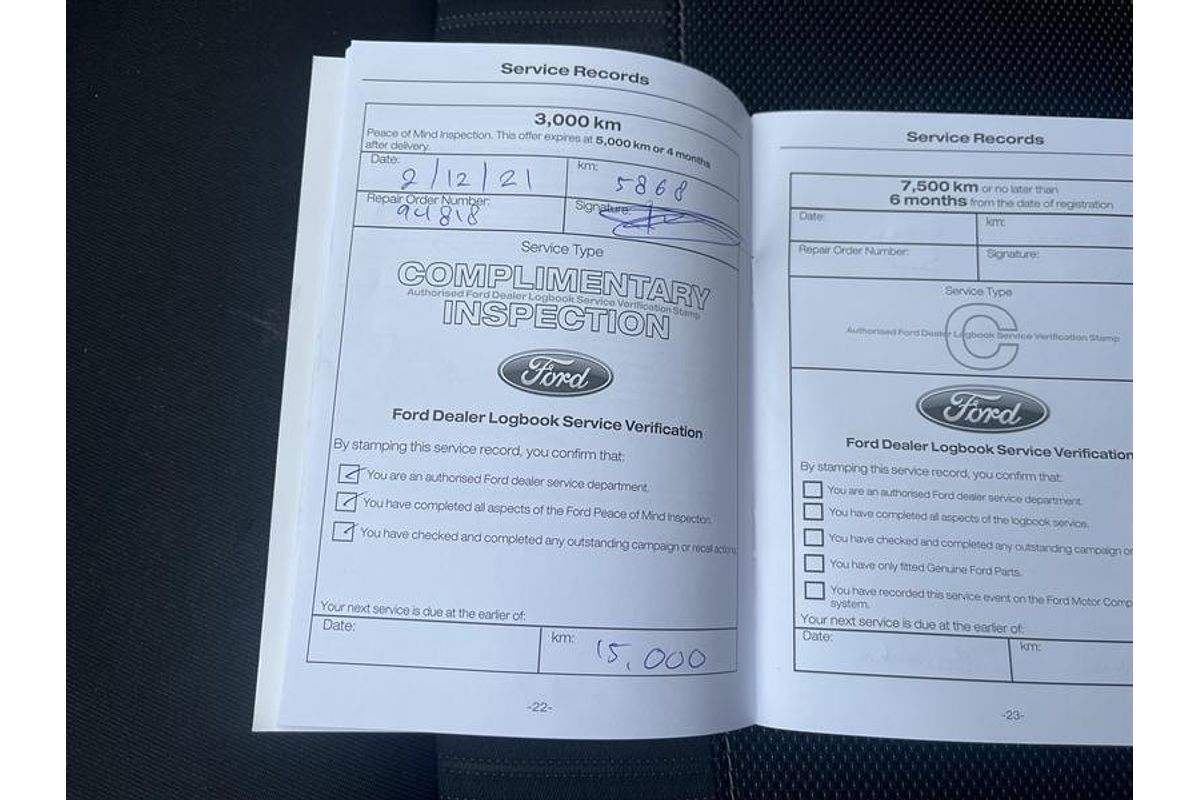 Service Records
3,000 km
Peace of Mind Inspection. This offer expires at 5,000 km or 4 months
after delivery.
Date: 2/12/21
km: 5868
Repair Order Number: 94818
Signature:
Service Type
COMPLIMENTARY
Authorised Ford Dealer Logbook Service Verification Stamp
INSPECTION
Ford
Ford Dealer Logbook Service Verification
By stamping this service record, you confirm that:
You are an authorised Ford dealer service department.
You have completed all aspects of the Ford Peace of Mind Inspection.
You have checked and completed any outstanding campaign or recall actions
Your next service is due at the earlier of:
Date:
km: 15,000
-22-
Service Records
7,500 km or no later than
6 months from the date of registration
Date:
km:
Repair Order Number:
Signature:
Service Type
C
Authorised Ford Dealer Logbook Service Verification Stamp
Ford
Ford Dealer Logbook Service Verification
By stamping this service record, you confirm that:
You are an authorised Ford dealer service department.
You have completed all aspects of the logbook service.
You have checked and completed any outstanding campaign or
You have only fitted Genuine Ford Parts.
You have recorded this service event on the Ford Motor Comp
system.
Your next service is due at the earlier of:
Date:
km:
-23-